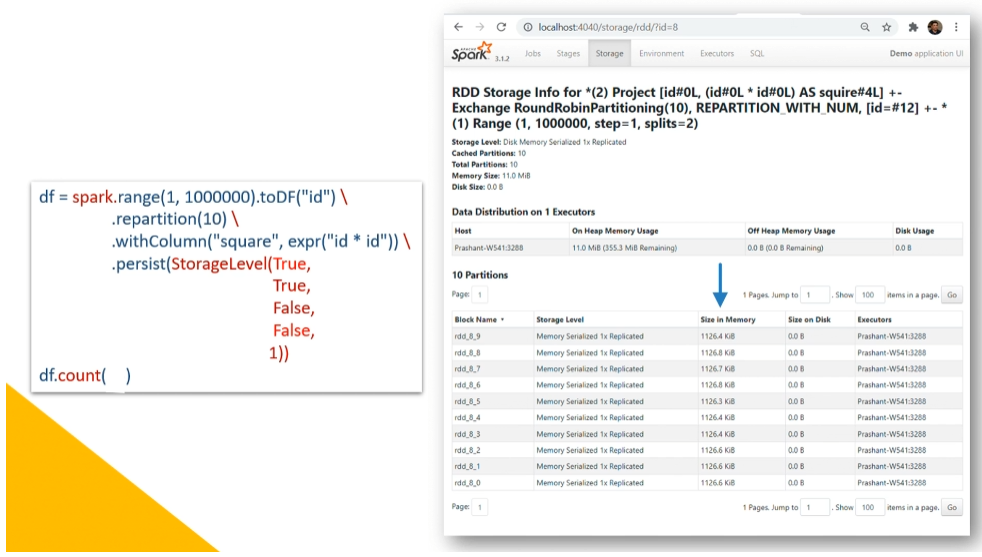 df = spark.range(1, 1000000).toDF("id") \
.repartition(10) \
.withColumn("square", expr("id * id")) \
.persist(StorageLevel(True,
True,
False,
False,
1))
df.count( )
localhost:4040/storage/rdd/?id=8
APACHE Spark 3.1.2 Jobs Stages Storage Environment Executors SQL Demo application UI
RDD Storage Info for *(2) Project [id#0L, (id#0L * id#0L) AS squire#4L] +-
Exchange RoundRobinPartitioning(10), REPARTITION_WITH_NUM, [id=#12] +- *
(1) Range (1, 1000000, step=1, splits=2)
Storage Level: Disk Memory Serialized 1x Replicated
Cached Partitions: 10
Total Partitions: 10
Memory Size: 11.0 MiB
Disk Size: 0.0 B
Data Distribution on 1 Executors
Host On Heap Memory Usage Off Heap Memory Usage Disk Usage
Prashant-W541:3288 11.0 MiB (355.3 MiB Remaining) 0.0 B (0.0 B Remaining) 0.0 B
10 Partitions
Page: 1 1 Pages. Jump to 1 . Show 100 items in a page. Go
Block Name Storage Level Size in Memory Size on Disk Executors
rdd_8_9 Memory Serialized 1x Replicated 1126.4 KiB 0.0 B Prashant-W541:3288
rdd_8_8 Memory Serialized 1x Replicated 1126.8 KiB 0.0 B Prashant-W541:3288
rdd_8_7 Memory Serialized 1x Replicated 1126.7 KiB 0.0 B Prashant-W541:3288
rdd_8_6 Memory Serialized 1x Replicated 1126.8 KiB 0.0 B Prashant-W541:3288
rdd_8_5 Memory Serialized 1x Replicated 1126.3 KiB 0.0 B Prashant-W541:3288
rdd_8_4 Memory Serialized 1x Replicated 1126.4 KiB 0.0 B Prashant-W541:3288
rdd_8_3 Memory Serialized 1x Replicated 1126.4 KiB 0.0 B Prashant-W541:3288
rdd_8_2 Memory Serialized 1x Replicated 1126.6 KiB 0.0 B Prashant-W541:3288
rdd_8_1 Memory Serialized 1x Replicated 1126.6 KiB 0.0 B Prashant-W541:3288
rdd_8_0 Memory Serialized 1x Replicated 1126.6 KiB 0.0 B Prashant-W541:3288
Page: 1 1 Pages. Jump to 1 . Show 100 items in a page. Go